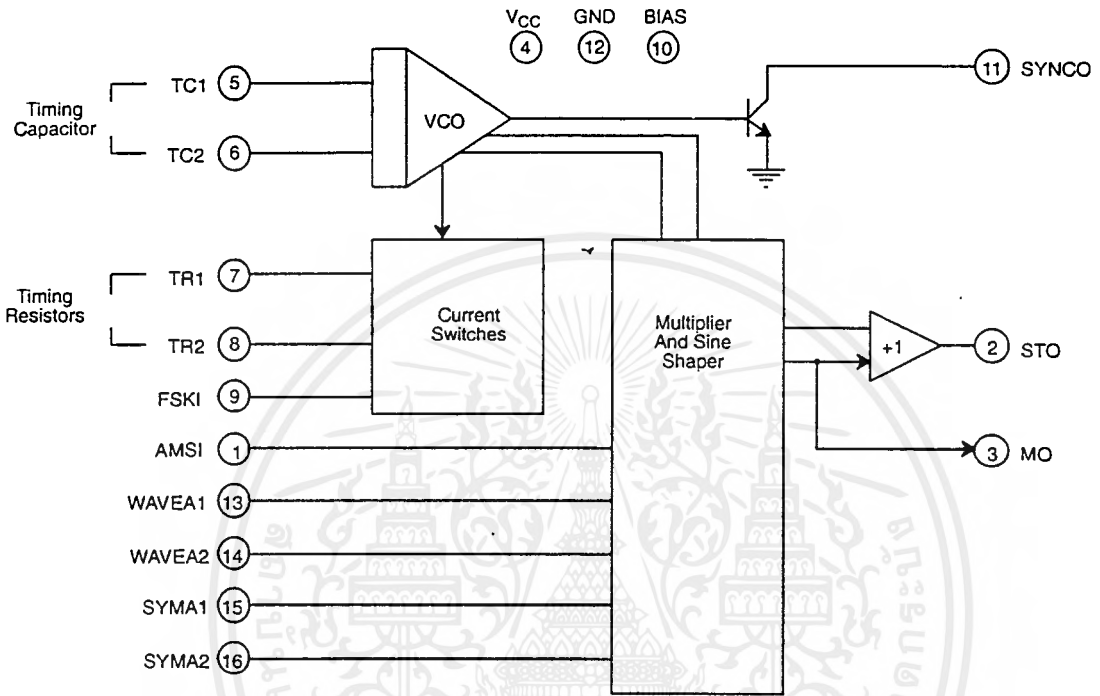 VCC GND BIAS
4 12 10
Timing
Capacitor
TC1 5
TC2 6
VCO
11 SYNCO
Timing
Resistors
TR1 7
TR2 8
FSKI 9
Current
Switches
Multiplier
And Sine
Shaper
+1
2 STO
3 MO
AMSI 1
WAVEA1 13
WAVEA2 14
SYMA1 15
SYMA2 16